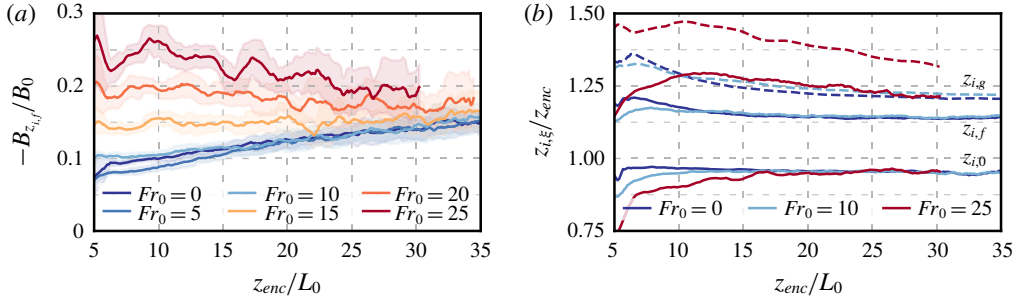 (a)
0.3
0.2
0.1
0
−B_{z_{i,f}}/B_0
Fr_0 = 0 Fr_0 = 10 Fr_0 = 20
Fr_0 = 5 Fr_0 = 15 Fr_0 = 25
5 10 15 20 25 30 35
z_{enc}/L_0
(b)
1.50
1.25
1.00
0.75
z_{i,ξ}/z_{enc}
z_{i,g}
z_{i,f}
z_{i,0}
Fr_0 = 0 Fr_0 = 10 Fr_0 = 25
5 10 15 20 25 30 35
z_{enc}/L_0